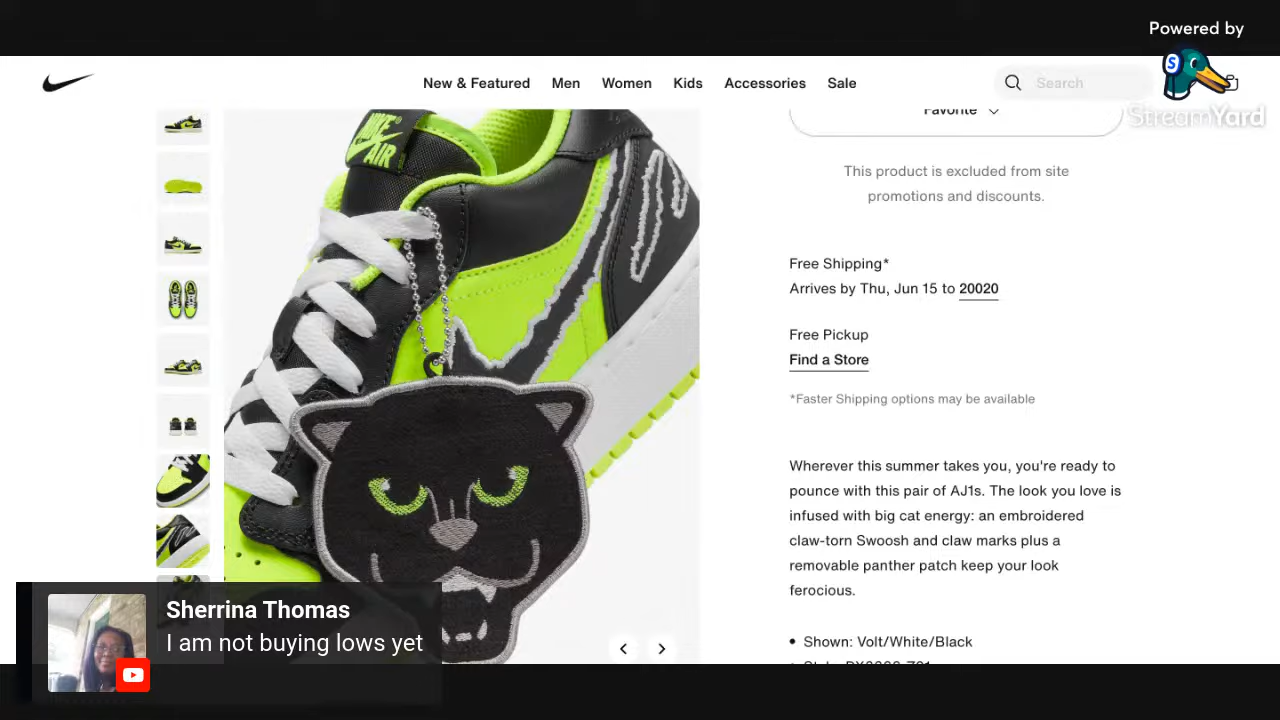 Powered by
StreamYard
New & Featured Men Women Kids Accessories Sale
Search
Favorite
This product is excluded from site
promotions and discounts.
Free Shipping*
Arrives by Thu, Jun 15 to 20020
Free Pickup
Find a Store
*Faster Shipping options may be available
Wherever this summer takes you, you're ready to
pounce with this pair of AJ1s. The look you love is
infused with big cat energy: an embroidered
claw-torn Swoosh and claw marks plus a
removable panther patch keep your look
ferocious.
Shown: Volt/White/Black
NIKE
AIR
Sherrina Thomas
I am not buying lows yet